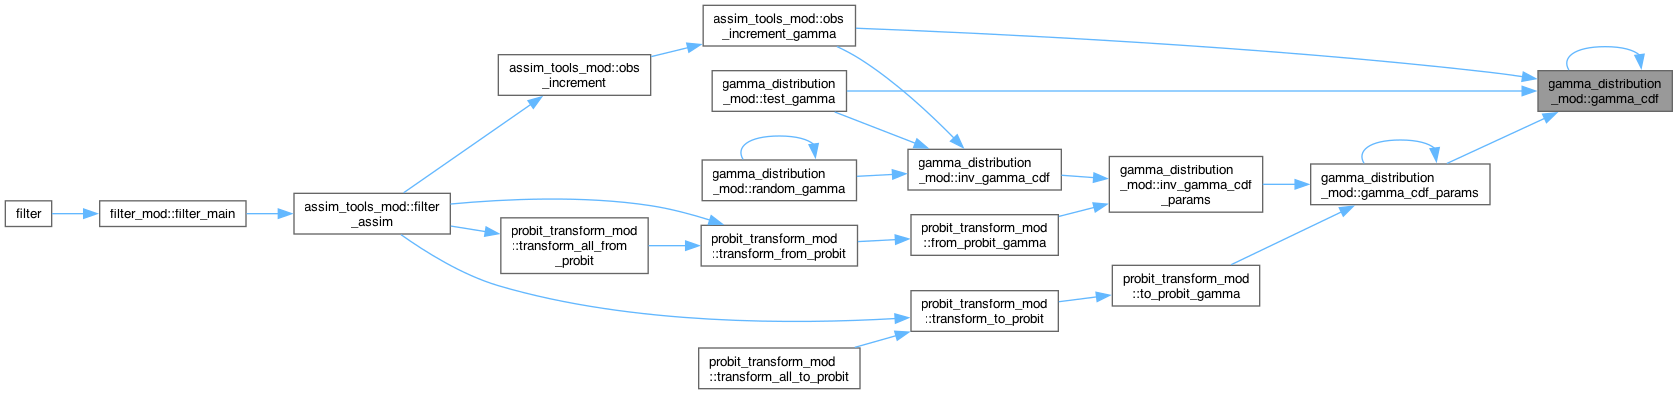 assim_tools_mod::obs
_increment_gamma
assim_tools_mod::obs
_increment
gamma_distribution
_mod::test_gamma
gamma_distribution
_mod::gamma_cdf
gamma_distribution
_mod::random_gamma
gamma_distribution
_mod::inv_gamma_cdf
gamma_distribution
_mod::inv_gamma_cdf
_params
gamma_distribution
_mod::gamma_cdf_params
filter
filter_mod::filter_main
assim_tools_mod::filter
_assim
probit_transform_mod
::transform_all_from
_probit
probit_transform_mod
::transform_from_probit
probit_transform_mod
::from_probit_gamma
probit_transform_mod
::to_probit_gamma
probit_transform_mod
::transform_to_probit
probit_transform_mod
::transform_all_to_probit